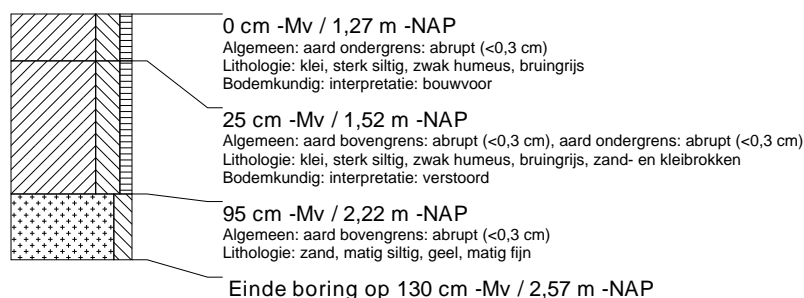 0 cm -Mv / 1,27 m -NAP
Algemeen: aard ondergrens: abrupt (<0,3 cm)
Lithologie: klei, sterk siltig, zwak humeus, bruingrijs
Bodemkundig: interpretatie: bouwvoor
25 cm -Mv / 1,52 m -NAP
Algemeen: aard bovengrens: abrupt (<0,3 cm), aard ondergrens: abrupt (<0,3 cm)
Lithologie: klei, sterk siltig, zwak humeus, bruingrijs, zand- en kleibrokken
Bodemkundig: interpretatie: verstoord
95 cm -Mv / 2,22 m -NAP
Algemeen: aard bovengrens: abrupt (<0,3 cm)
Lithologie: zand, matig siltig, geel, matig fijn
Einde boring op 130 cm -Mv / 2,57 m -NAP